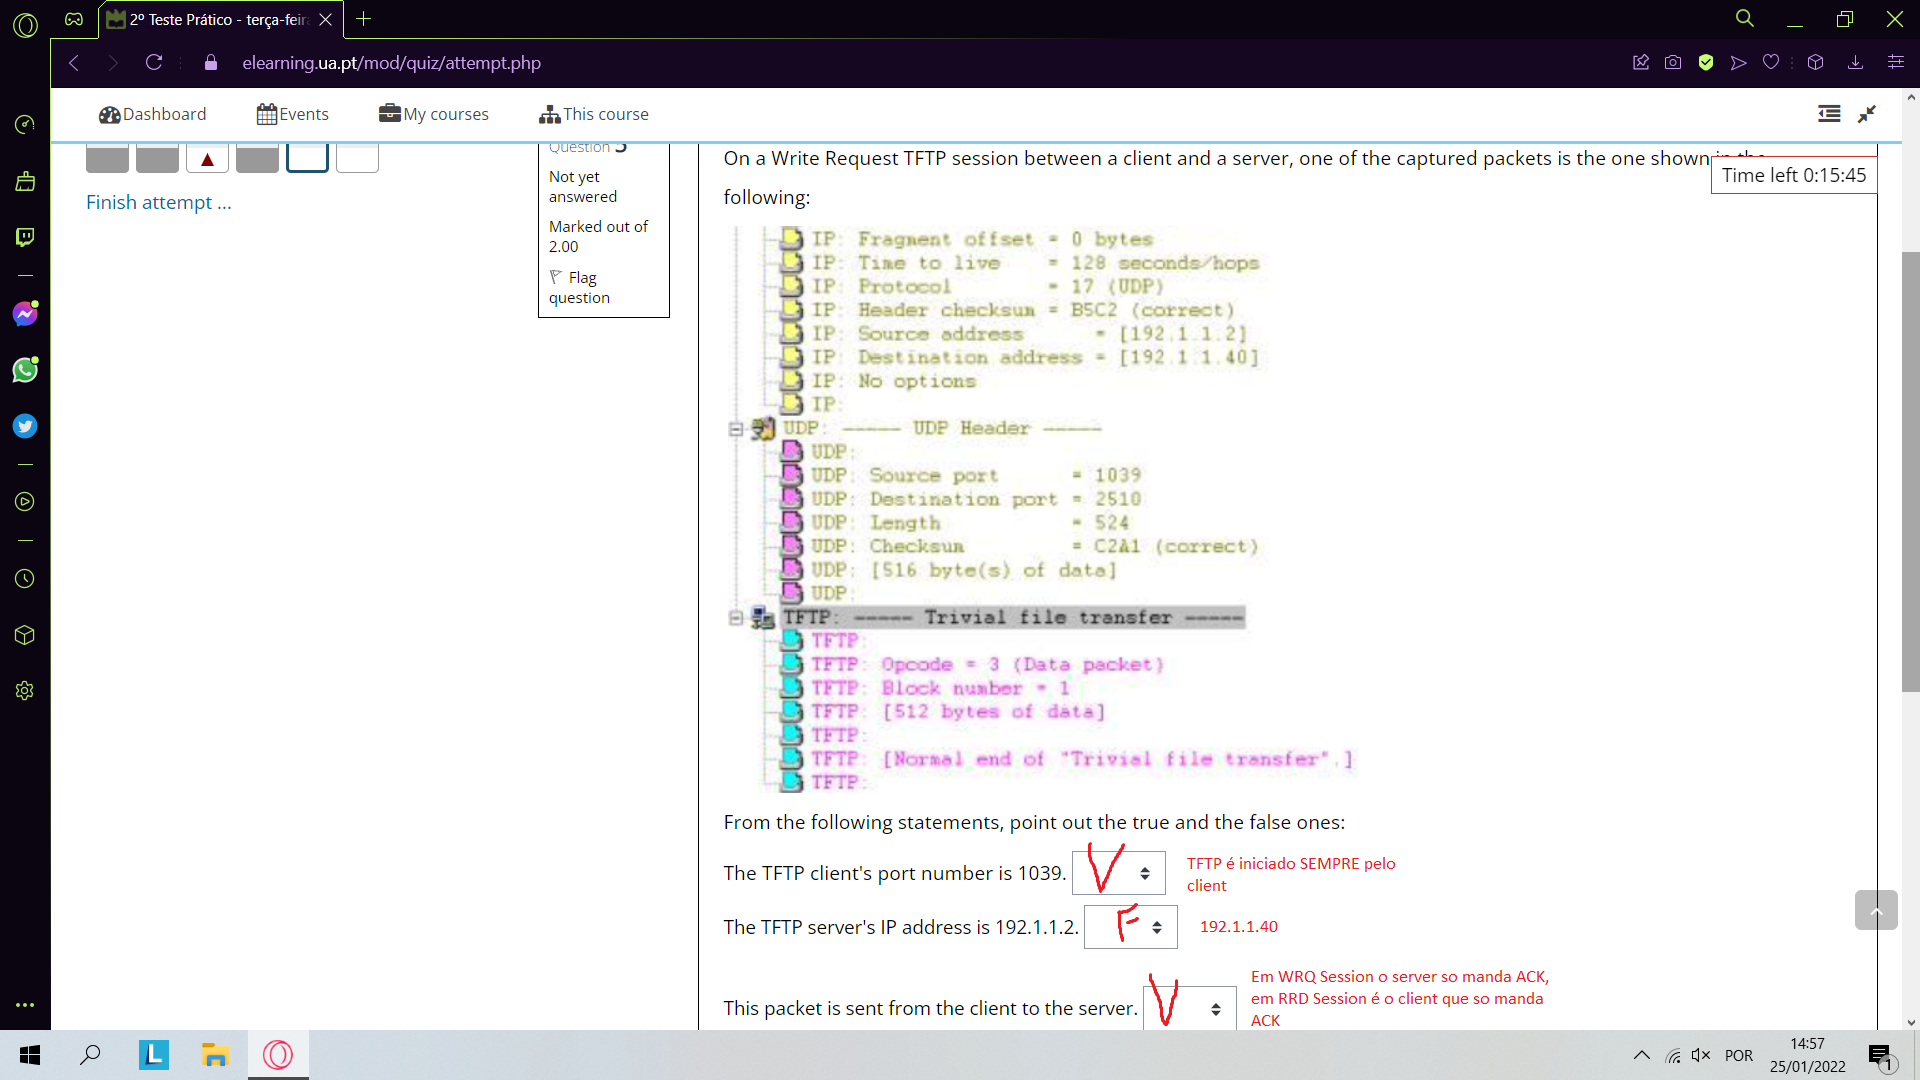 2º Teste Prático - terça-feira
elearning.ua.pt/mod/quiz/attempt.php
Dashboard
Events
My courses
This course
Finish attempt ...
Question 5
Not yet
answered
Marked out of
2.00
Flag
question
Time left 0:15:45
On a Write Request TFTP session between a client and a server, one of the captured packets is the one shown in the
following:
IP: Fragment offset = 0 bytes
IP: Time to live = 128 seconds/hops
IP: Protocol = 17 (UDP)
IP: Header checksum = B5C2 (correct)
IP: Source address = [192.1.1.2]
IP: Destination address = [192.1.1.40]
IP: No options
IP:
UDP: ----- UDP Header -----
UDP:
UDP: Source port = 1039
UDP: Destination port = 2510
UDP: Length = 524
UDP: Checksum = C2A1 (correct)
UDP: [516 byte(s) of data]
UDP:
TFTP: ----- Trivial file transfer -----
TFTP:
TFTP: Opcode = 3 (Data packet)
TFTP: Block number = 1
TFTP: [512 bytes of data]
TFTP:
TFTP: [Normal end of "Trivial file transfer".]
TFTP:
From the following statements, point out the true and the false ones:
The TFTP client's port number is 1039. V
TFTP é iniciado SEMPRE pelo
client
The TFTP server's IP address is 192.1.1.2. F 192.1.1.40
This packet is sent from the client to the server. V
Em WRQ Session o server so manda ACK,
em RRD Session é o client que so manda
ACK
POR
14:57
25/01/2022
1